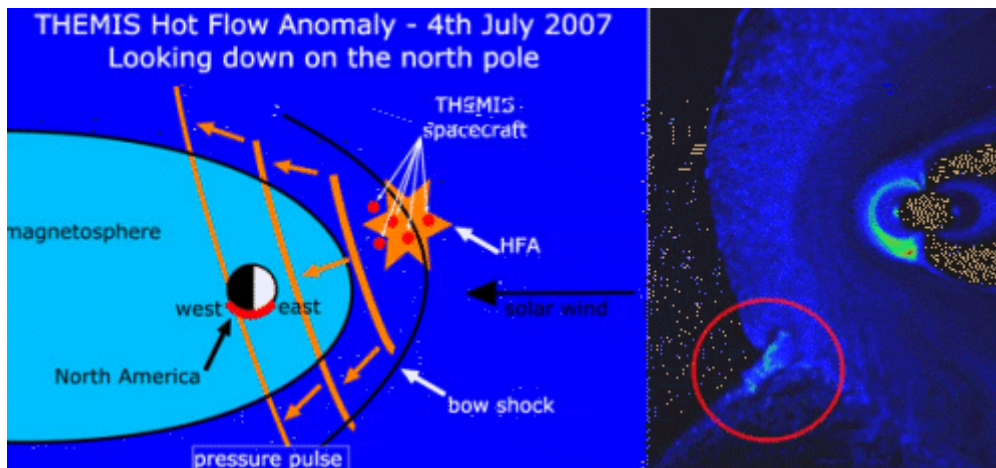 THEMIS Hot Flow Anomaly - 4th July 2007
Looking down on the north pole
THEMIS
spacecraft
magnetosphere
HFA
west
east
solar wind
North America
bow shock
pressure pulse